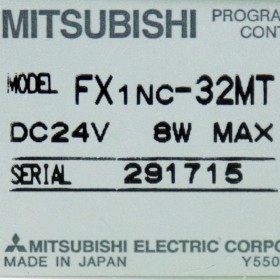 MITSUBISHI PROGRA
CONT
MODEL FX1NC-32MT
DC24V 8W MAX
SERIAL 291715
MITSUBISHI ELECTRIC CORPO
MADE IN JAPAN Y550